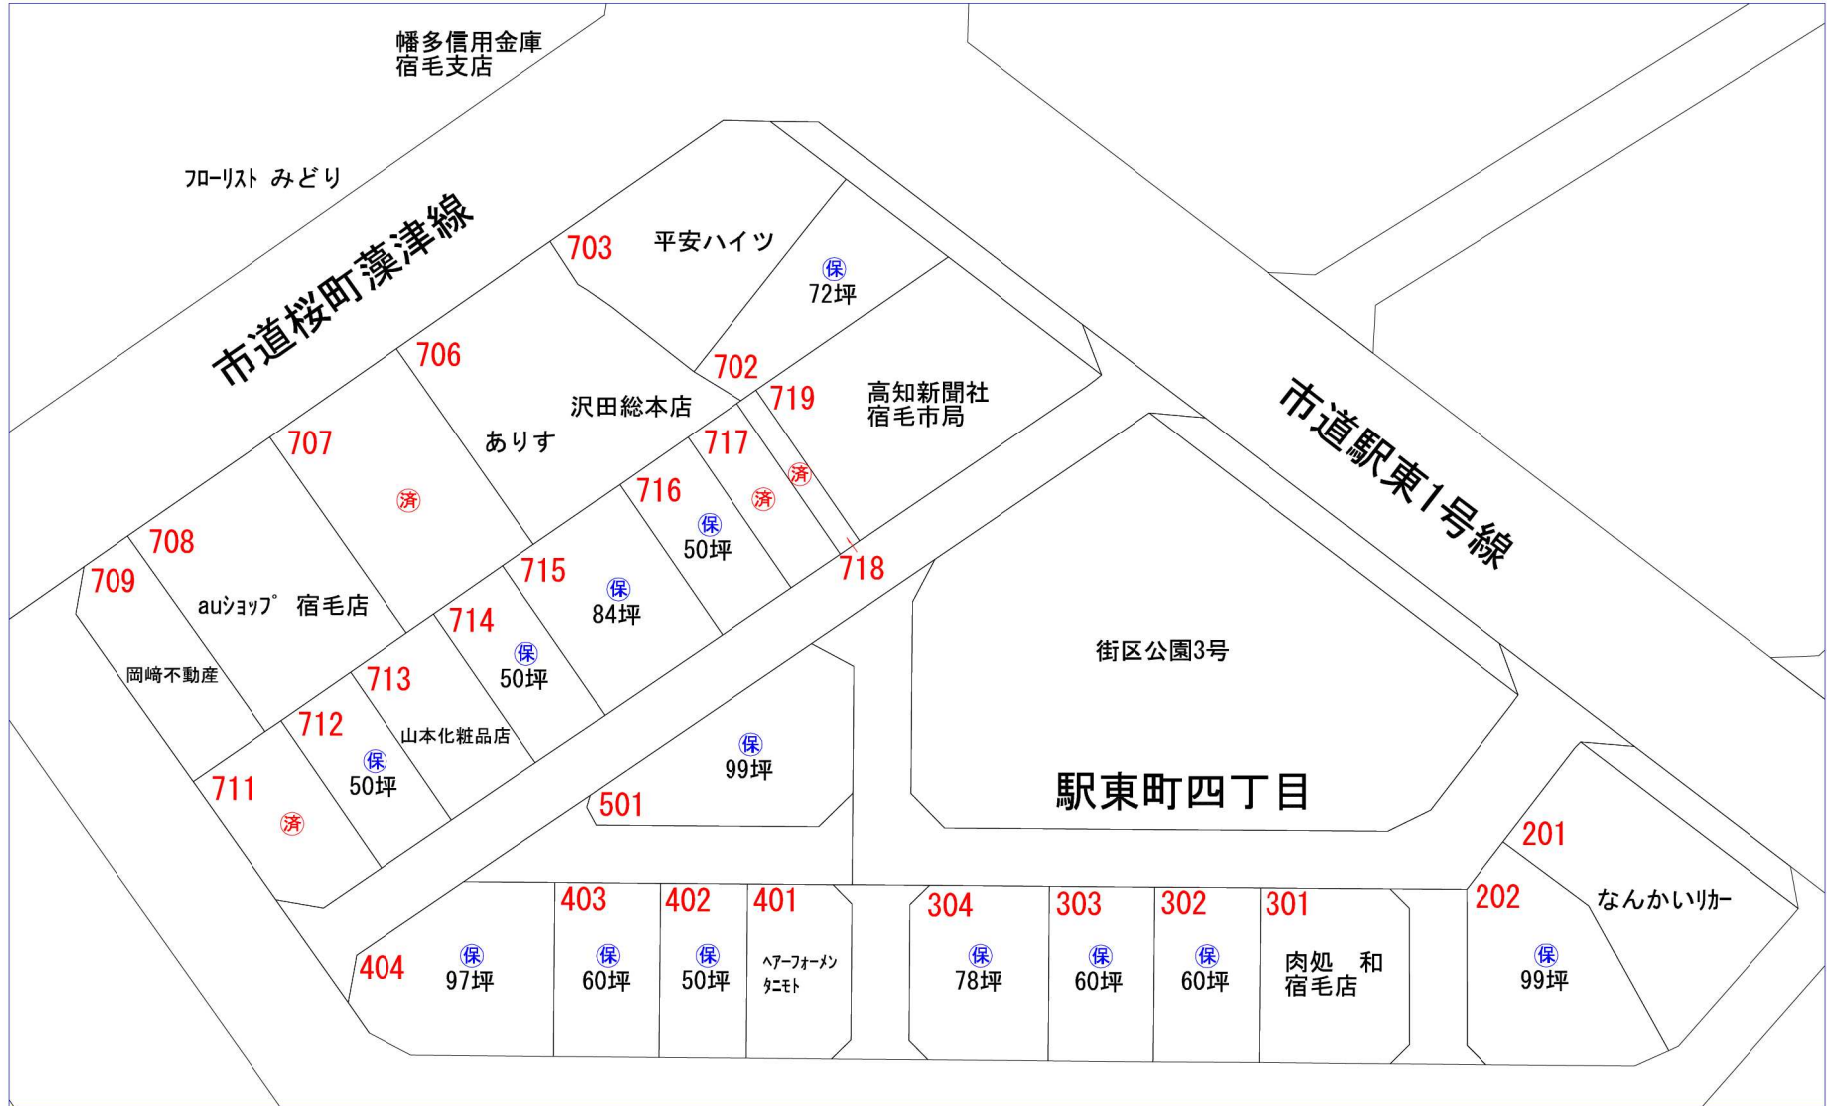 幡多信用金庫
宿毛支店
フローリスト みどり
市道桜町藻津線
703
平安ハイツ
保
72坪
702
706
沢田総本店
ありす
719
高知新聞社
宿毛市局
市道駅東1号線
707
済
717
済
済
718
716
保
50坪
708
auショップ 宿毛店
715
保
84坪
709
岡﨑不動産
714
保
50坪
713
山本化粧品店
712
保
50坪
711
済
街区公園3号
保
99坪
501
駅東町四丁目
201
なんかいリカー
202
保
99坪
404
保
97坪
403
保
60坪
402
保
50坪
401
ヘアーフォーメン
タニモト
304
保
78坪
303
保
60坪
302
保
60坪
301
肉処 和
宿毛店